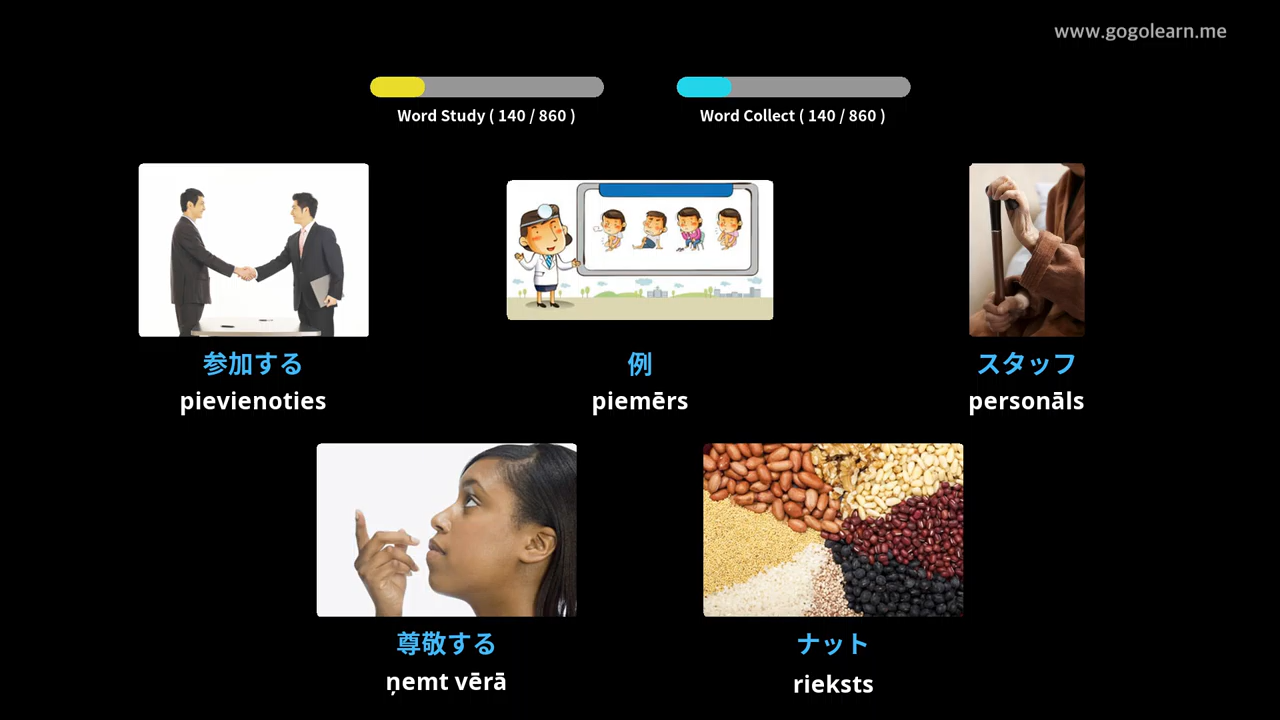 www.gogolearn.me
Word Study ( 140 / 860 )
Word Collect ( 140 / 860 )
参加する
pievienoties
例
piemērs
スタッフ
personāls
尊敬する
ņemt vērā
ナット
rieksts